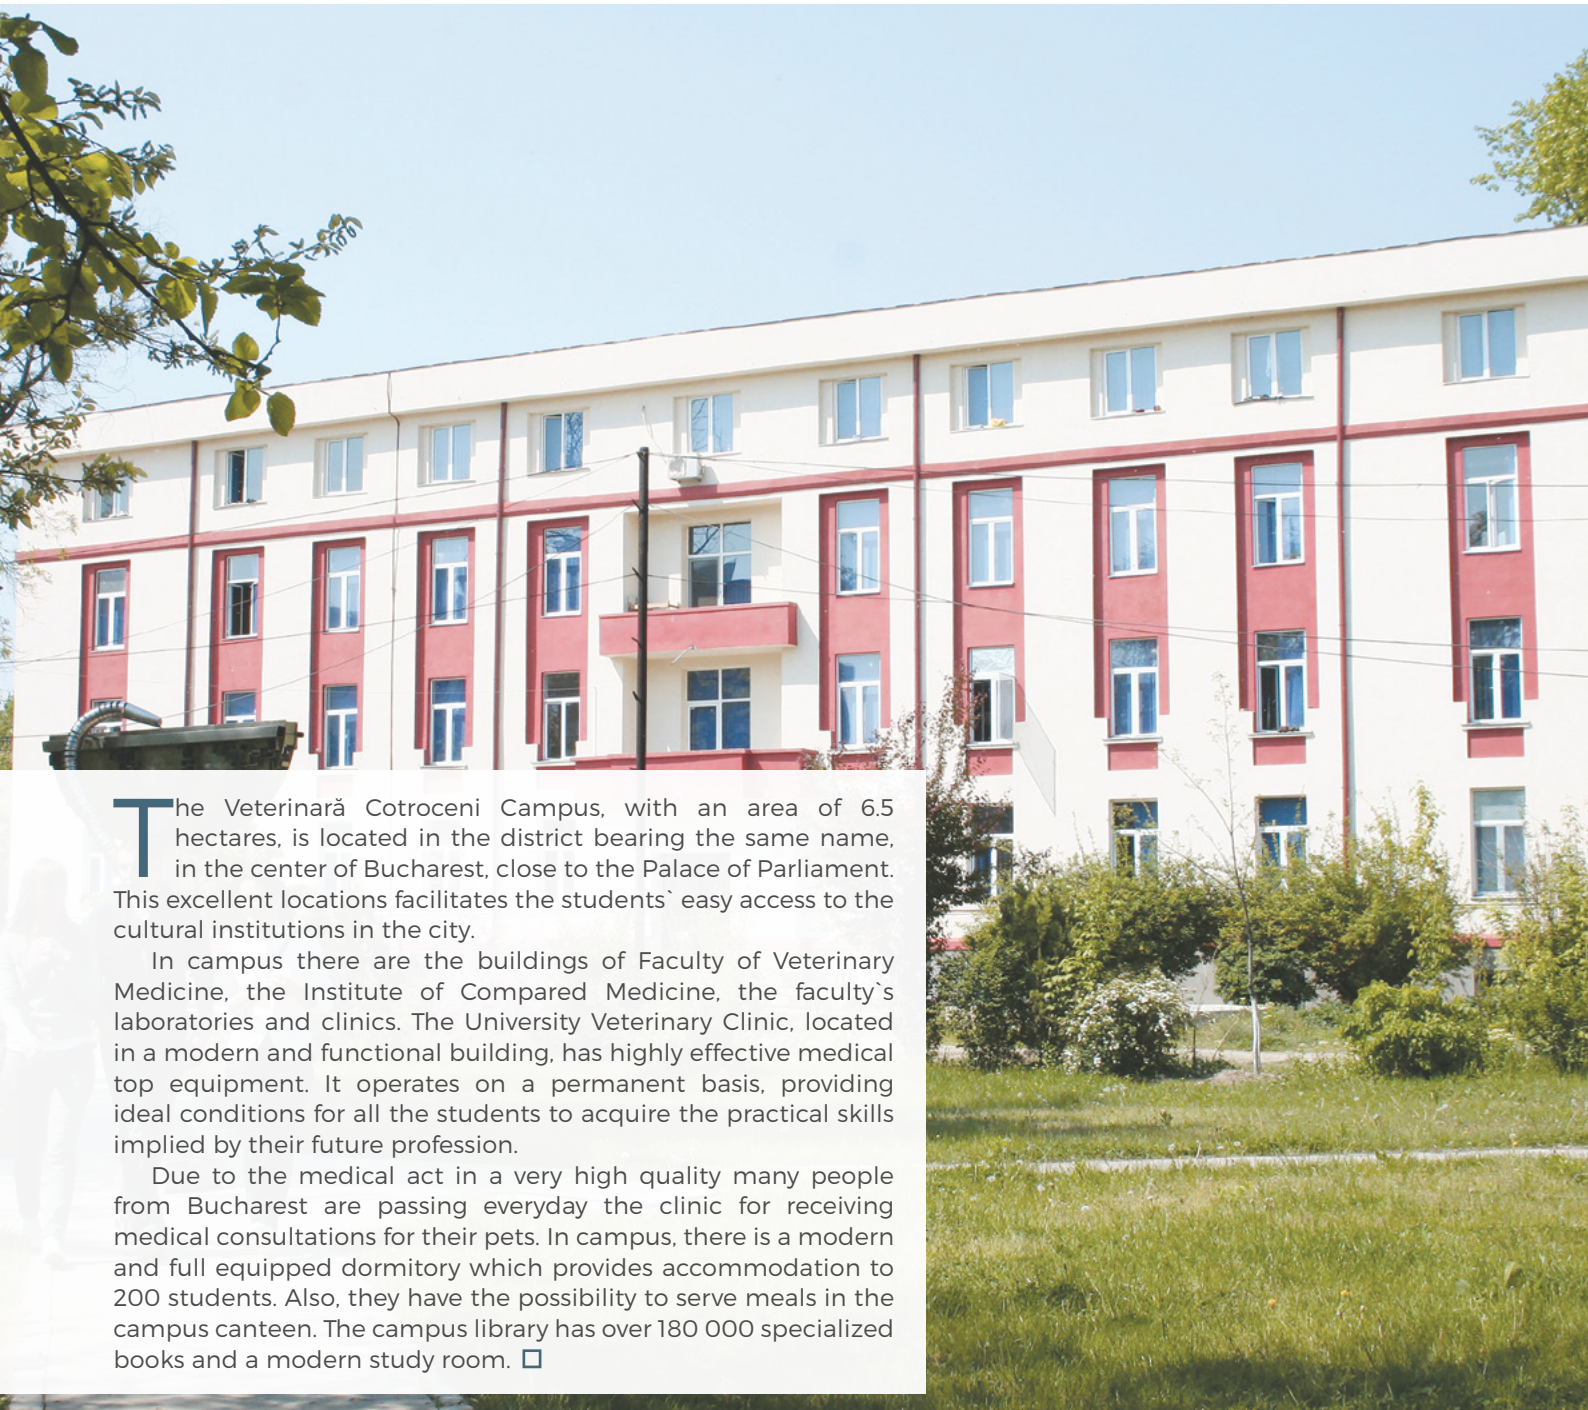 The Veterinară Cotroceni Campus, with an area of 6.5
hectares, is located in the district bearing the same name,
in the center of Bucharest, close to the Palace of Parliament.
This excellent locations facilitates the students` easy access to the
cultural institutions in the city.
In campus there are the buildings of Faculty of Veterinary
Medicine, the Institute of Compared Medicine, the faculty`s
laboratories and clinics. The University Veterinary Clinic, located
in a modern and functional building, has highly effective medical
top equipment. It operates on a permanent basis, providing
ideal conditions for all the students to acquire the practical skills
implied by their future profession.
Due to the medical act in a very high quality many people
from Bucharest are passing everyday the clinic for receiving
medical consultations for their pets. In campus, there is a modern
and full equipped dormitory which provides accommodation to
200 students. Also, they have the possibility to serve meals in the
campus canteen. The campus library has over 180 000 specialized
books and a modern study room.